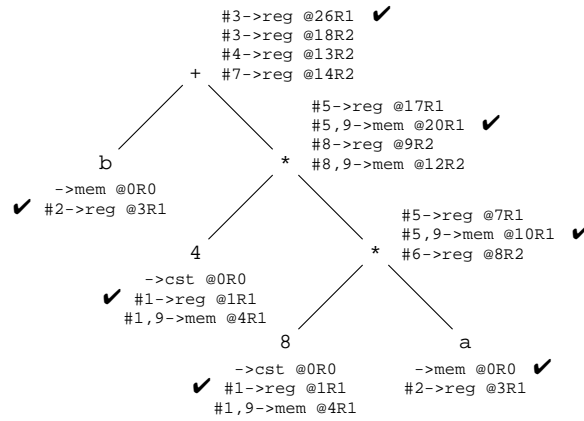 #3->reg @26R1 ✔
#3->reg @18R2
#4->reg @13R2
#7->reg @14R2
+
#5->reg @17R1
#5,9->mem @20R1 ✔
#8->reg @9R2
#8,9->mem @12R2
b
*
->mem @0R0
✔ #2->reg @3R1
#5->reg @7R1
#5,9->mem @10R1 ✔
#6->reg @8R2
4
*
->cst @0R0
✔ #1->reg @1R1
#1,9->mem @4R1
8
a
->cst @0R0
✔ #1->reg @1R1
#1,9->mem @4R1
->mem @0R0 ✔
#2->reg @3R1